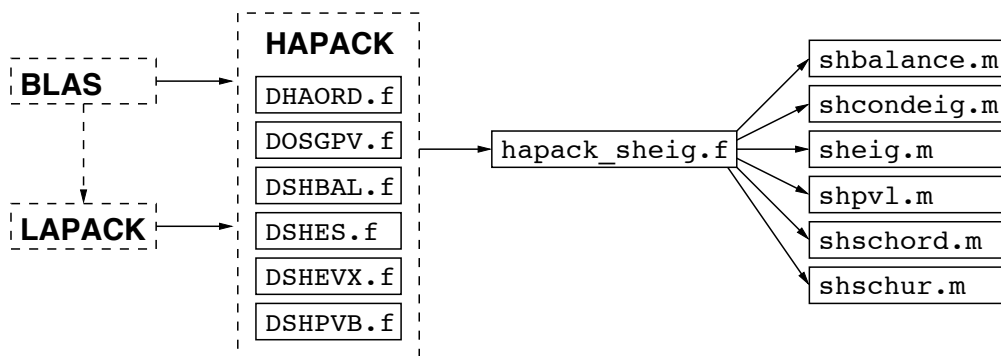 BLAS
LAPACK
HAPACK
DHAORD.f
DOSGPV.f
DSHBAL.f
DSHES.f
DSHEVX.f
DSHPVB.f
hapack_sheig.f
shbalance.m
shcondeig.m
sheig.m
shpvl.m
shschord.m
shschur.m